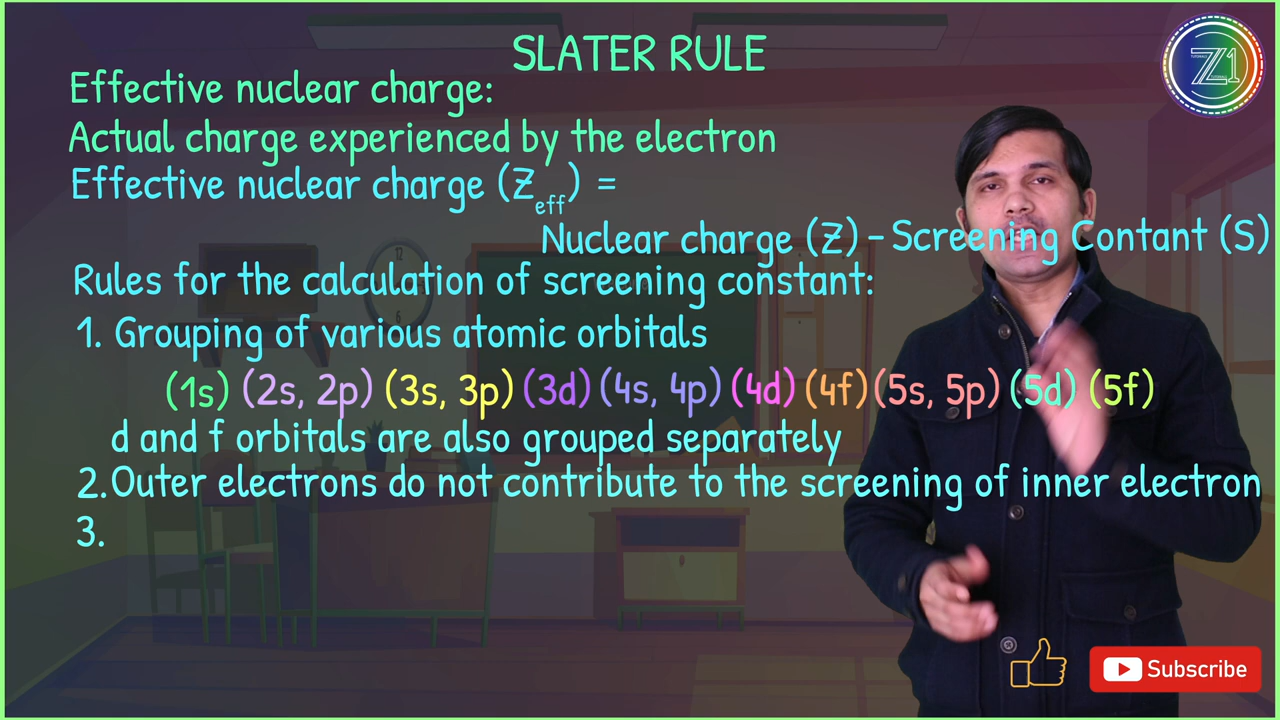 SLATER RULE
Effective nuclear charge:
Actual charge experienced by the electron
Effective nuclear charge (Zeff) =
Nuclear charge (Z) - Screening Contant (S)
Rules for the calculation of screening constant:
1. Grouping of various atomic orbitals
(1s) (2s, 2p) (3s, 3p) (3d) (4s, 4p) (4d) (4f) (5s, 5p) (5d) (5f)
d and f orbitals are also grouped separately
2. Outer electrons do not contribute to the screening of inner electron
3.
Subscribe